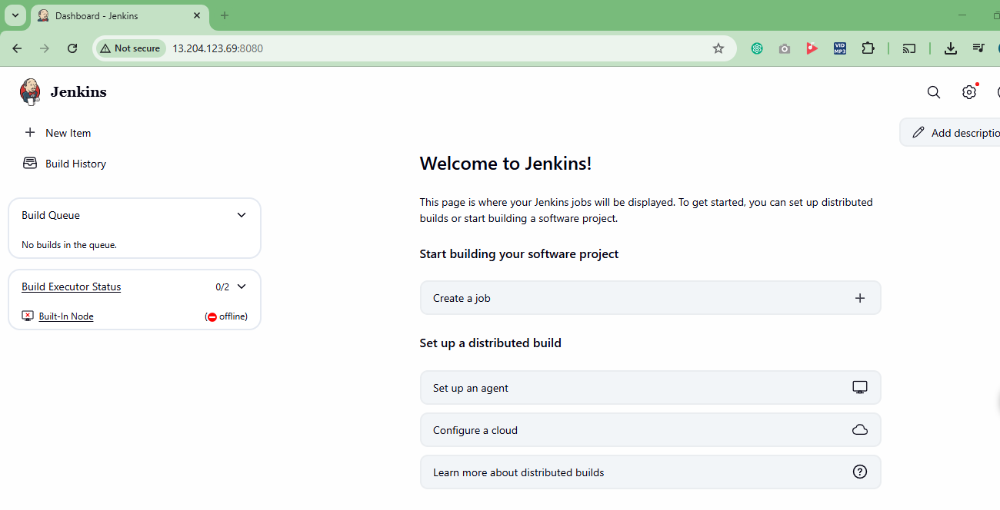 Dashboard - Jenkins
Not secure
13.204.123.69:8080
VID
MP3
Jenkins
New Item
Build History
Add descriptio
Welcome to Jenkins!
This page is where your Jenkins jobs will be displayed. To get started, you can set up distributed
builds or start building a software project.
Build Queue
No builds in the queue.
Start building your software project
Build Executor Status 0/2
Create a job
Built-In Node (offline)
Set up a distributed build
Set up an agent
Configure a cloud
Learn more about distributed builds